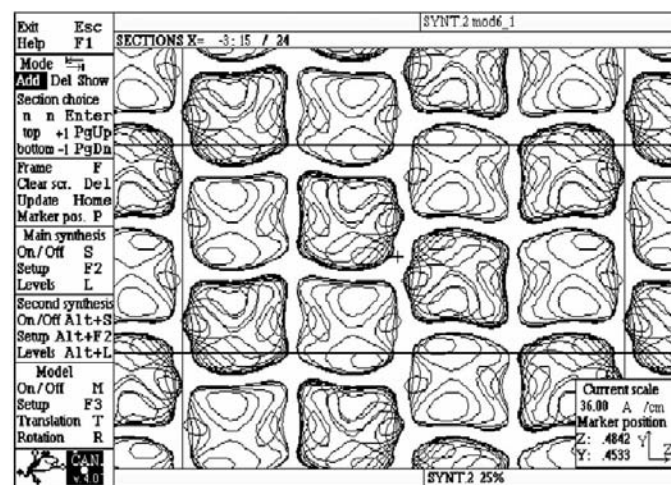 Exit Esc
Help F1
SYNT.2 mod6_1
SECTIONS X= -3:15 / 24
Mode
Add Del Show
Section choice
n n Enter
top +1 PgUp
bottom -1 PgDn
Frame F
Clear scr. Del
Update Home
Marker pos. P
Main synthesis
On/Off S
Setup F2
Levels L
Second synthesis
On/Off Alt+S
Setup Alt+F2
Levels Alt+L
Model
On/Off M
Setup F3
Translation T
Rotation R
CAN.
v.4.0
Current scale
36.00 A /cm
Marker position
Z: .4842 Y
Y: .4533 Z
SYNT.2 25%